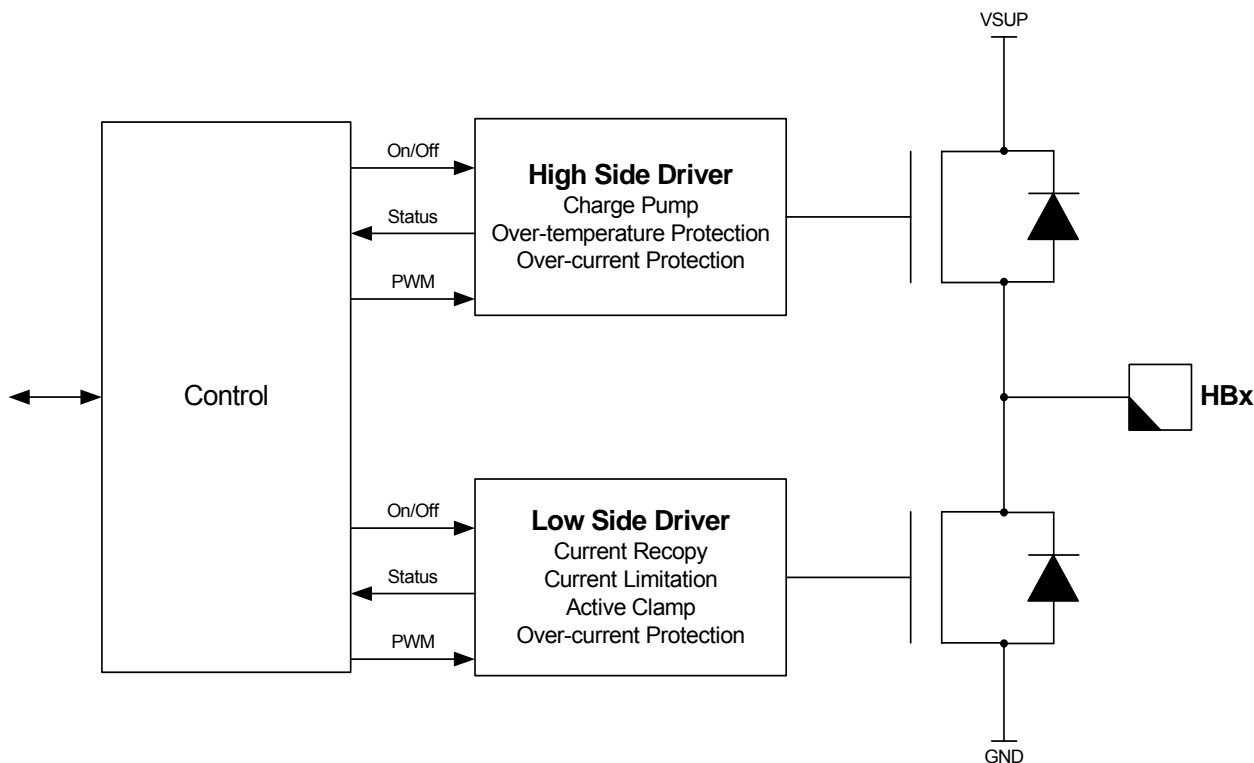 VSUP
On/Off
High Side Driver
Charge Pump
Status
Over-temperature Protection
Over-current Protection
PWM
Control
HBx
On/Off
Low Side Driver
Current Recopy
Status
Current Limitation
Active Clamp
PWM
Over-current Protection
GND